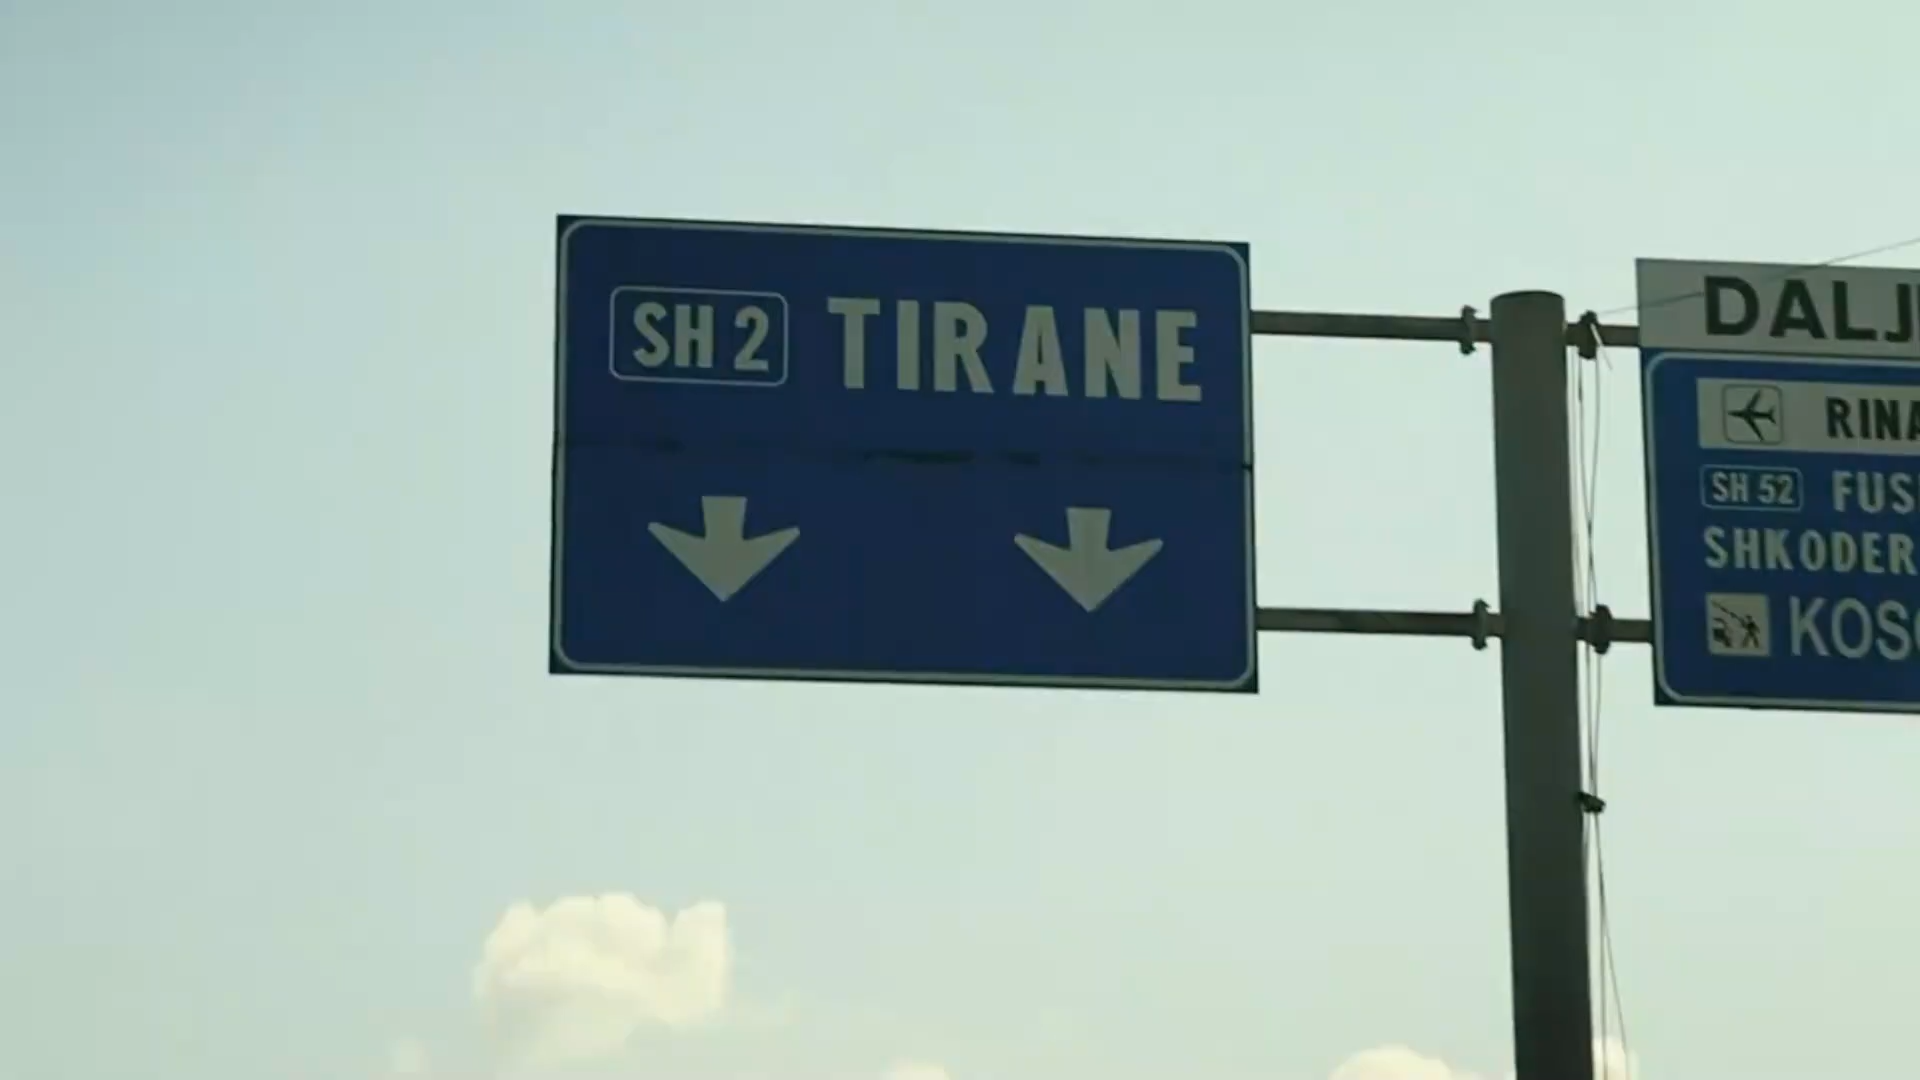 SH 2 TIRANE
DALJ
RINA
SH 52 FUS
SHKODER
KOSO